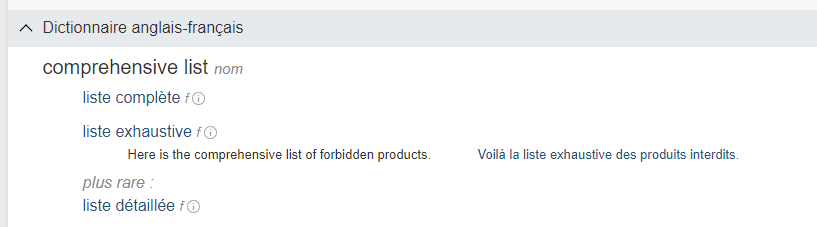 Dictionnaire anglais-français
comprehensive list nom
liste complète f
liste exhaustive f
Here is the comprehensive list of forbidden products. Voilà la liste exhaustive des produits interdits.
plus rare :
liste détaillée f